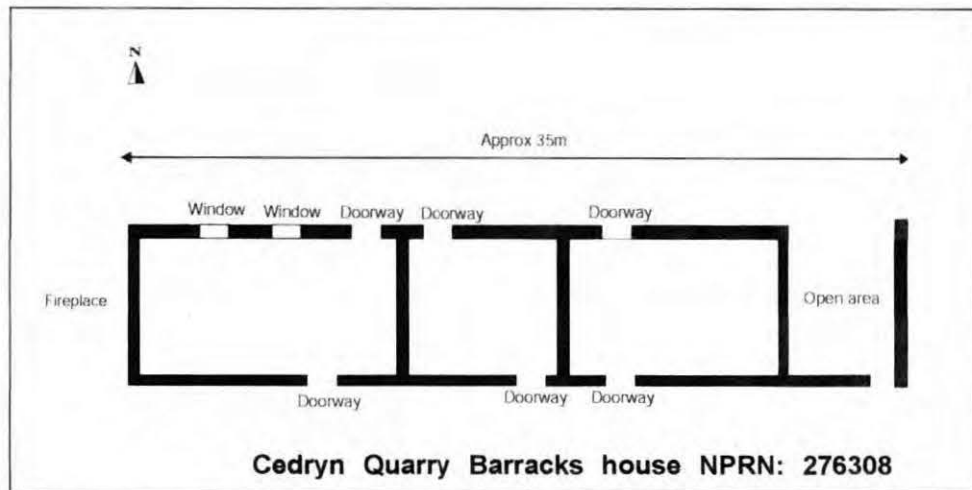 N
Approx 35m
Window Window Doorway Doorway Doorway
Fireplace
Open area
Doorway Doorway Doorway
Cedryn Quarry Barracks house NPRN: 276308